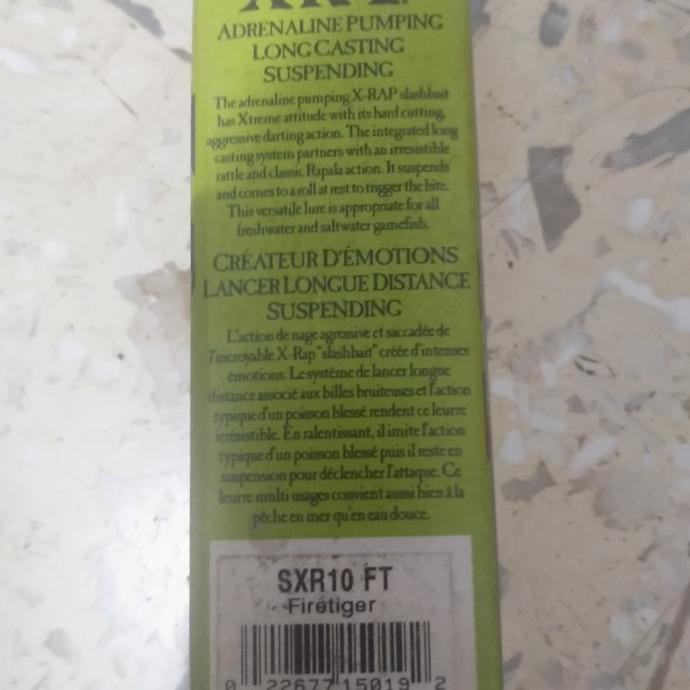 ADRENALINE PUMPING
LONG CASTING
SUSPENDING
The adrenaline pumping X-RAP slashbait
has Xtreme attitude with its hard cutting,
aggressive darting action. The integrated long
casting system partners with an irresistible
rattle and classic Rapala action. It suspends
and comes to a roll at rest to trigger the bite.
This versatile lure is appropriate for all
freshwater and saltwater gamefish.
CRÉATEUR D'ÉMOTIONS
LANCER LONGUE DISTANCE
SUSPENDING
L'action de nage agressive et saccadée de
l'incroyable X-Rap "slashbait" créée d'intenses
émotions. Le système de lancer longue
distance associé aux billes bruiteuses et l'action
typique d'un poisson blessé rendent ce leurre
irrésistible. En ralentissant, il imite l'action
typique d'un poisson blessé puis il reste en
suspension pour déclencher l'attaque. Ce
leurre multi usages convient aussi bien à la
pêche en mer qu'en eau douce.
SXR10 FT
Firetiger
0 22677 15019 2